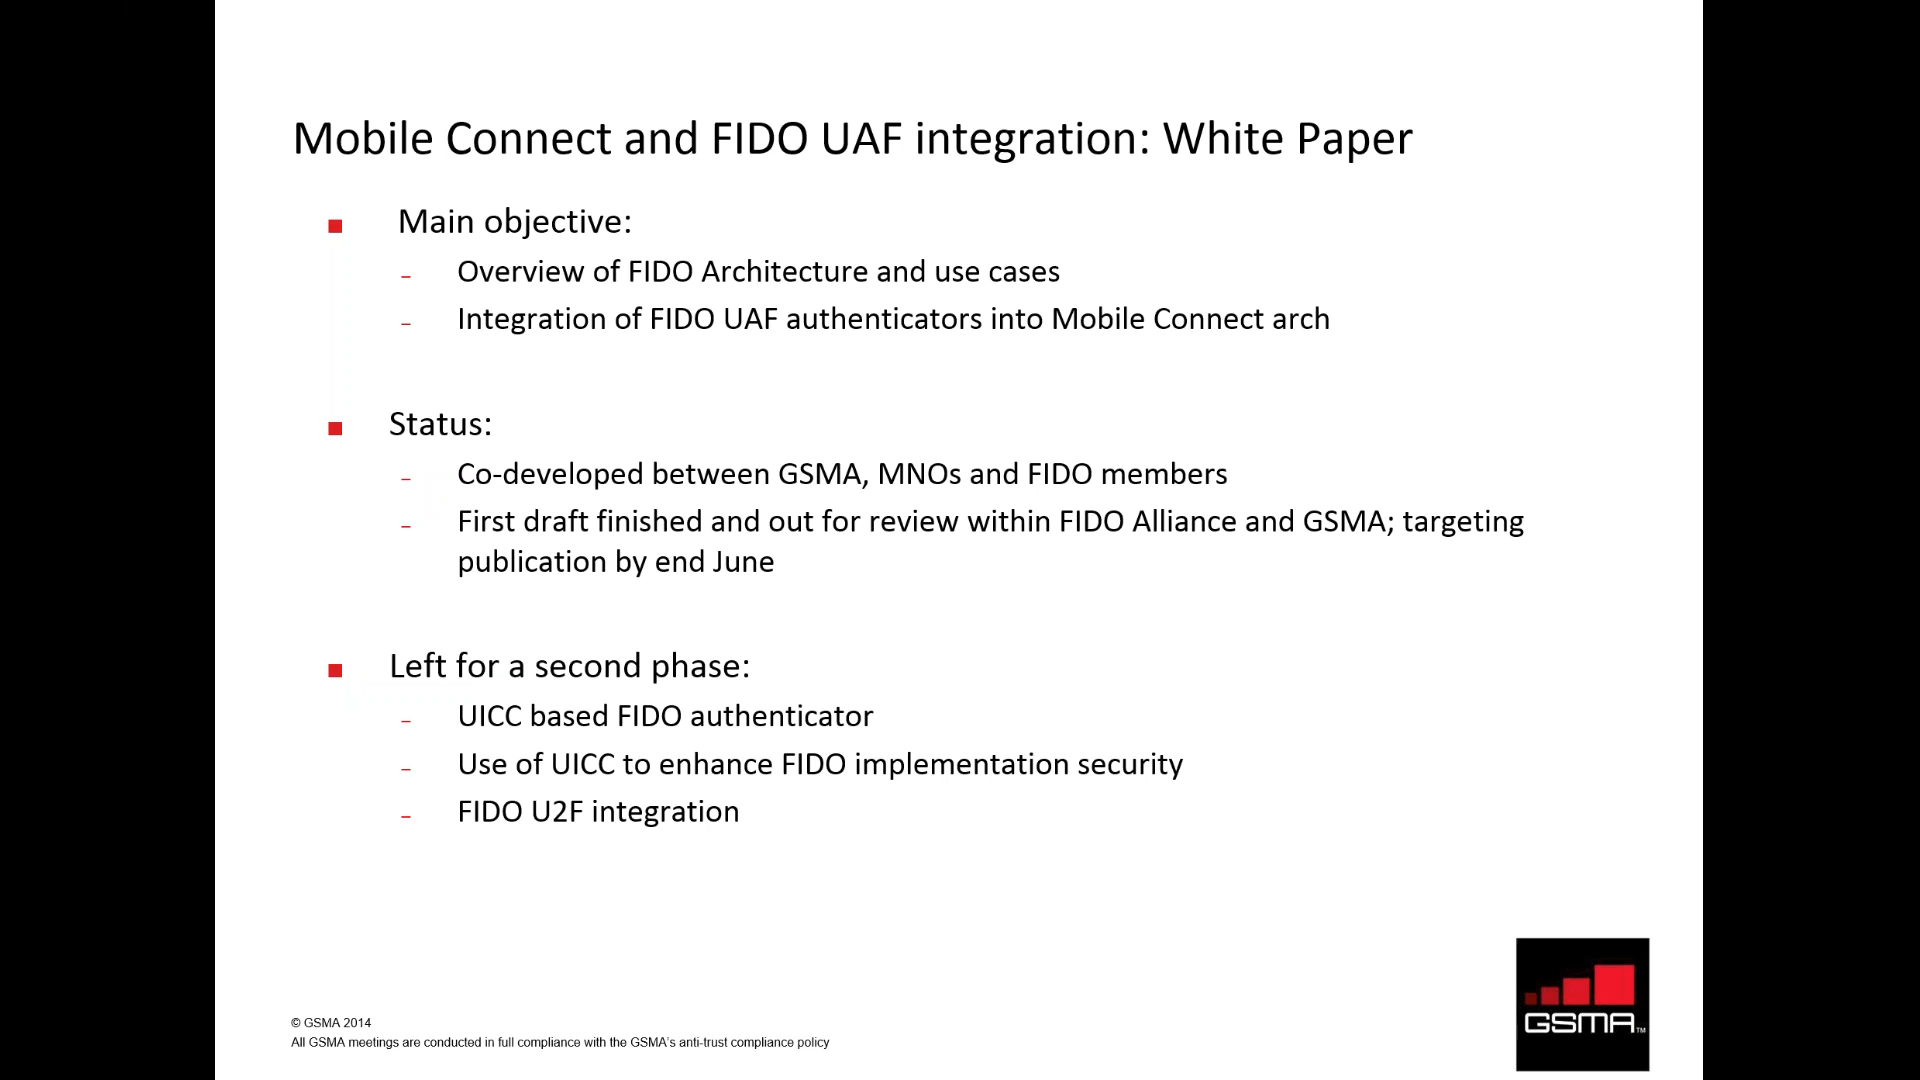 Mobile Connect and FIDO UAF integration: White Paper
Main objective:
– Overview of FIDO Architecture and use cases
– Integration of FIDO UAF authenticators into Mobile Connect arch
Status:
– Co-developed between GSMA, MNOs and FIDO members
– First draft finished and out for review within FIDO Alliance and GSMA; targeting
publication by end June
Left for a second phase:
– UICC based FIDO authenticator
– Use of UICC to enhance FIDO implementation security
– FIDO U2F integration
GSMA™
© GSMA 2014
All GSMA meetings are conducted in full compliance with the GSMA's anti-trust compliance policy